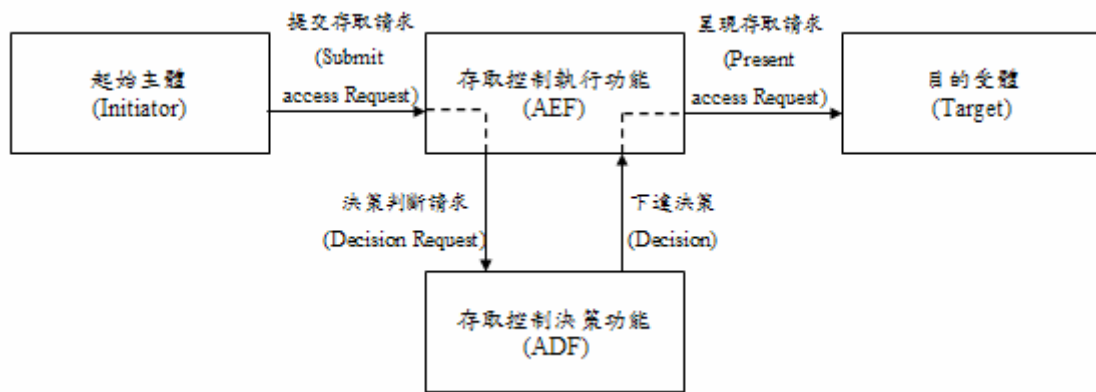 提交存取請求
(Submit
access Request)
呈現存取請求
(Present
access Request)
起始主體
(Initiator)
存取控制執行功能
(AEF)
目的受體
(Target)
決策判斷請求
(Decision Request)
下達決策
(Decision)
存取控制決策功能
(ADF)